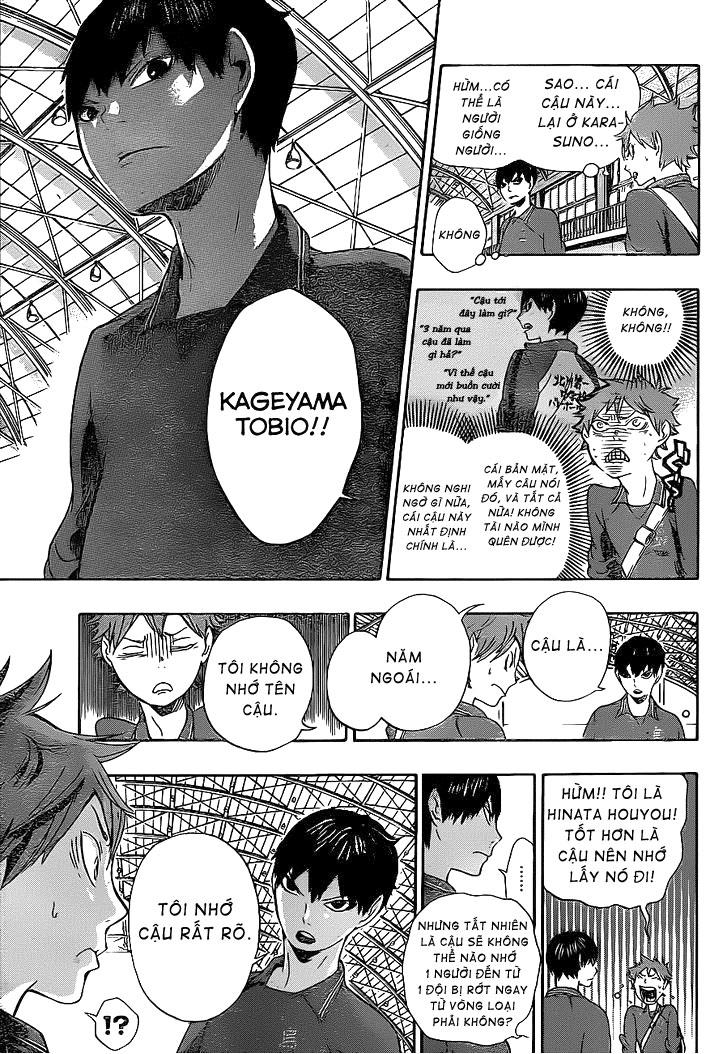 SAO... CÁI
CẬU NÀY...
LẠI Ở KARA-
SUNO...
HỪM...CÓ
THỂ LÀ
NGƯỜI
GIỐNG
NGƯỜI...
KHÔNG
KHÔNG,
KHÔNG!!
"Cậu tới
đây làm gì?"
"3 năm qua
cậu đã làm
gì hả?"
"Vì thế cậu
mới buồn cười
như vậy."
CÁI BẢN MẶT,
MẤY CÂU NÓI
ĐÓ, VÀ TẤT CẢ
NỮA! KHÔNG
TÀI NÀO MÌNH
QUÊN ĐƯỢC!
KHÔNG NGHI
NGỜ GÌ NỮA,
CÁI CẬU NÀY
NHẤT ĐỊNH
CHÍNH LÀ...
KAGEYAMA
TOBIO!!
CẬU LÀ...
NĂM
NGOÁI...
TÔI KHÔNG
NHỚ TÊN
CẬU.
HỪM!! TÔI LÀ
HINATA HOUYOU!
TỐT HƠN LÀ
CẬU NÊN NHỚ
LẤY NÓ ĐI!
NHƯNG TẤT NHIÊN
LÀ CẬU SẼ KHÔNG
THỂ NÀO NHỚ
1 NGƯỜI ĐẾN TỪ
1 ĐỘI BỊ RỚT NGAY
TỪ VÒNG LOẠI
PHẢI KHÔNG?
TÔI NHỚ
CẬU RẤT RÕ.
!?